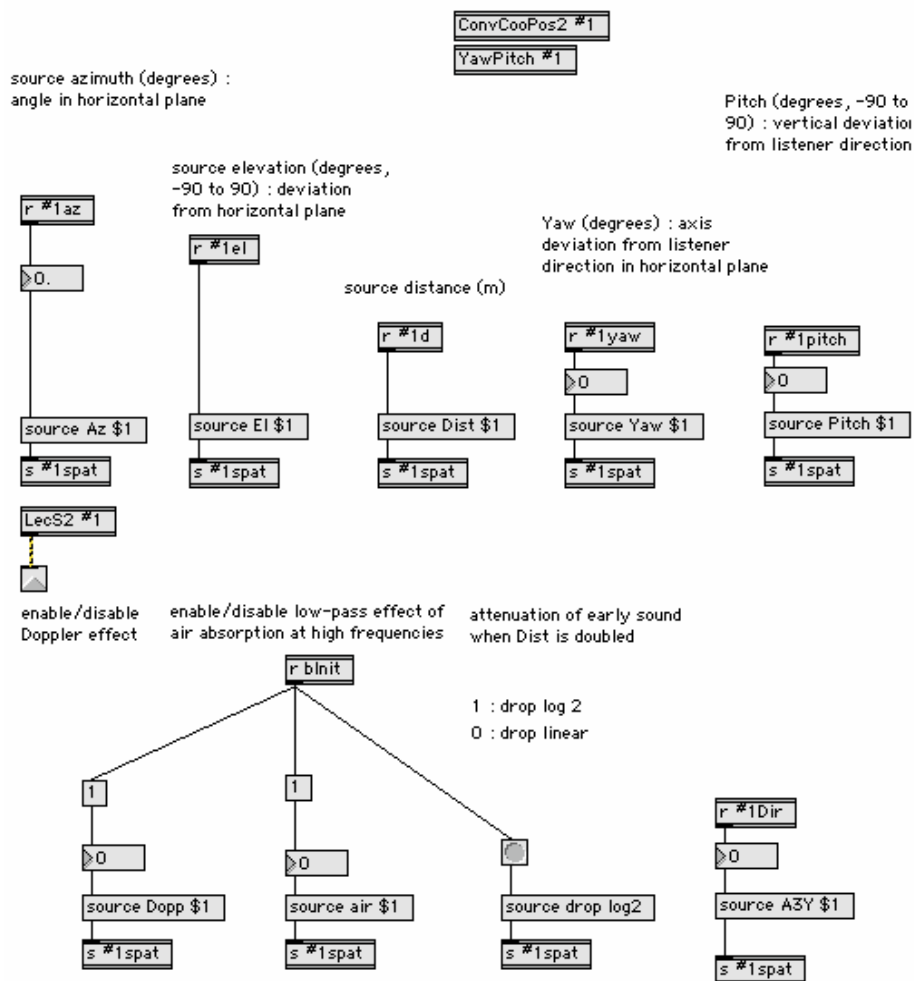 ConvCooPos2 #1
YawPitch #1
source azimuth (degrees) :
angle in horizontal plane
Pitch (degrees, -90 to
90) : vertical deviation
from listener direction
source elevation (degrees,
-90 to 90) : deviation
from horizontal plane
Yaw (degrees) : axis
deviation from listener
direction in horizontal plane
source distance (m)
r #1az
r #1el
r #1d
r #1yaw
r #1pitch
0.
0
0
source Az $1
source El $1
source Dist $1
source Yaw $1
source Pitch $1
s #1spat
s #1spat
s #1spat
s #1spat
s #1spat
LecS2 #1
enable/disable
Doppler effect
enable/disable low-pass effect of
air absorption at high frequencies
attenuation of early sound
when Dist is doubled
r bInit
1 : drop log 2
0 : drop linear
1
1
r #1Dir
0
0
0
source Dopp $1
source air $1
source drop log2
source A3Y $1
s #1spat
s #1spat
s #1spat
s #1spat